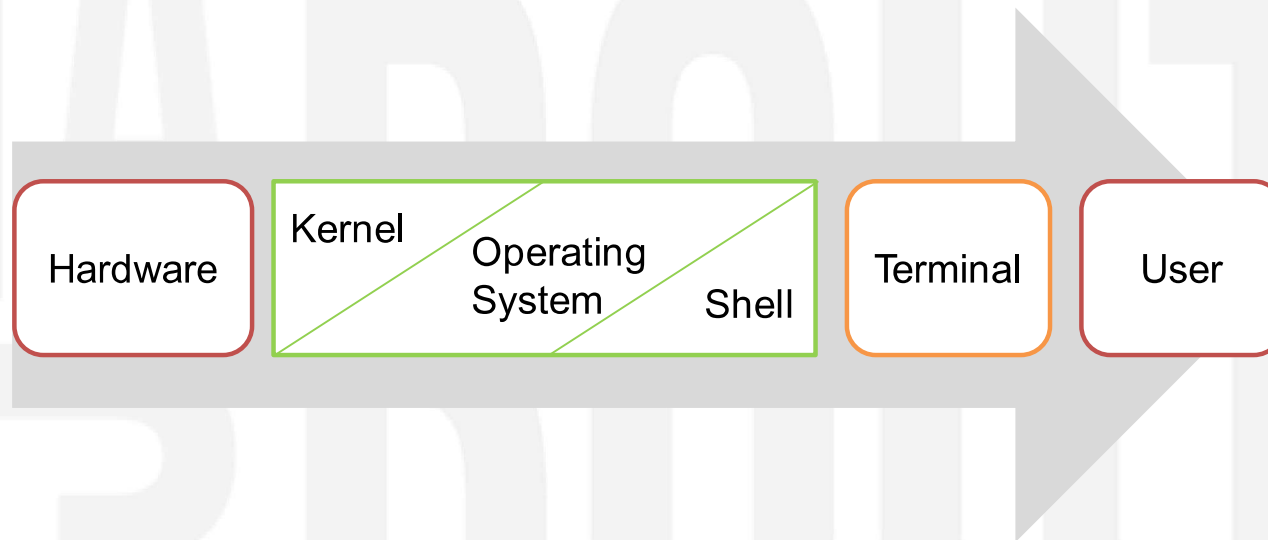 Hardware
Kernel
Operating
System
Shell
Terminal
User